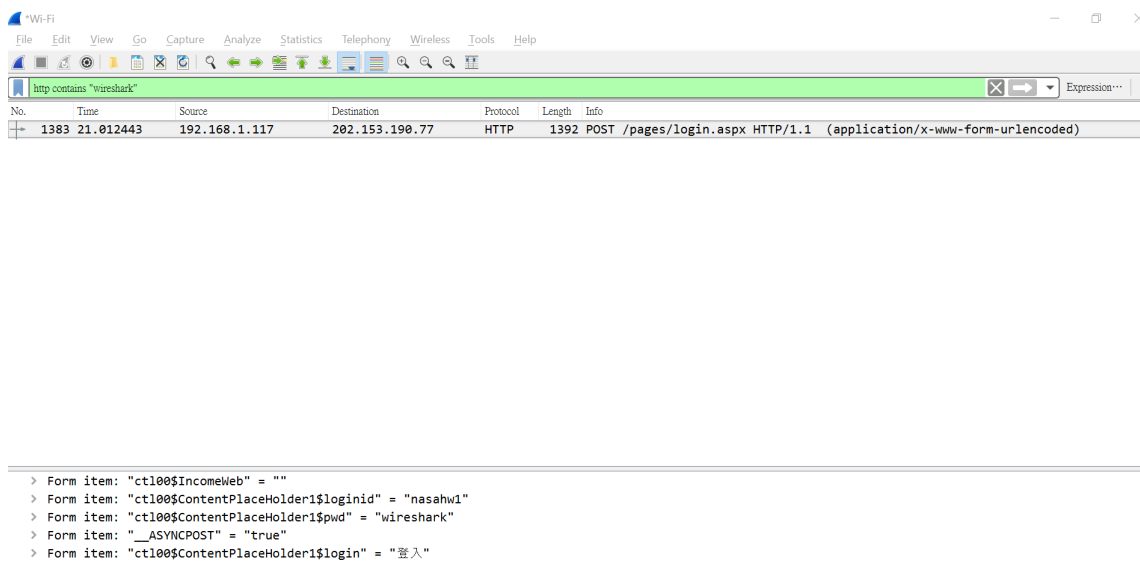 *Wi-Fi
File Edit View Go Capture Analyze Statistics Telephony Wireless Tools Help
http contains "wireshark" Expression…
No. Time Source Destination Protocol Length Info
1383 21.012443 192.168.1.117 202.153.190.77 HTTP 1392 POST /pages/login.aspx HTTP/1.1 (application/x-www-form-urlencoded)
> Form item: "ctl00$IncomeWeb" = ""
> Form item: "ctl00$ContentPlaceHolder1$loginid" = "nasahw1"
> Form item: "ctl00$ContentPlaceHolder1$pwd" = "wireshark"
> Form item: "__ASYNCPOST" = "true"
> Form item: "ctl00$ContentPlaceHolder1$login" = "登入"